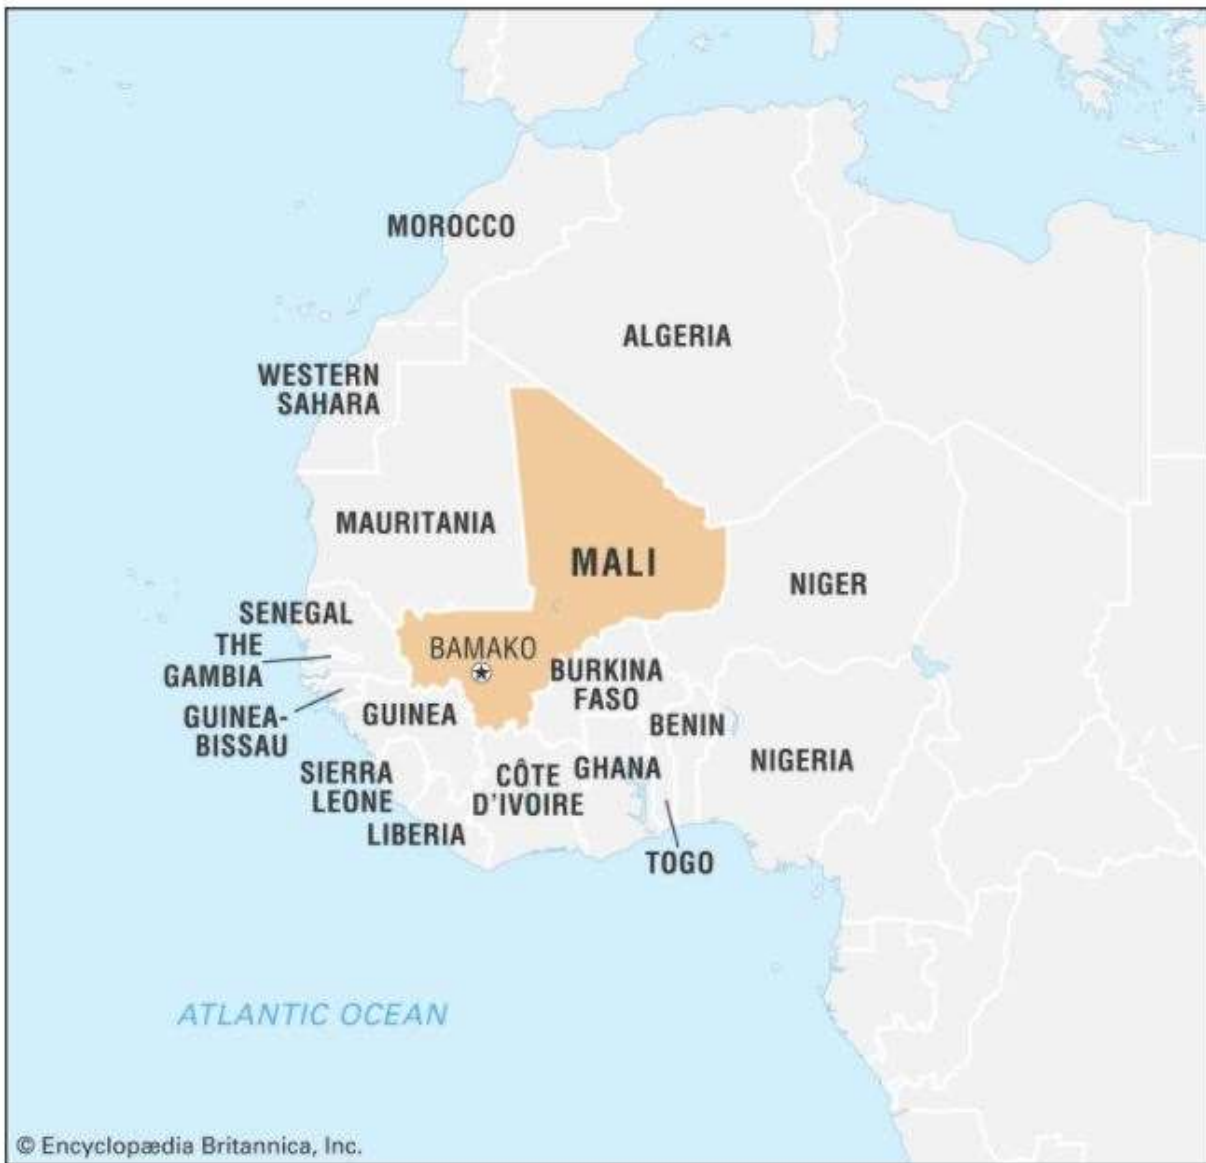 MOROCCO
ALGERIA
WESTERN
SAHARA
MAURITANIA
MALI
NIGER
SENEGAL
THE
GAMBIA
BAMAKO
BURKINA
FASO
GUINEA-
BISSAU
GUINEA
BENIN
NIGERIA
SIERRA
LEONE
CÔTE
D'IVOIRE
GHANA
LIBERIA
TOGO
ATLANTIC OCEAN
© Encyclopædia Britannica, Inc.